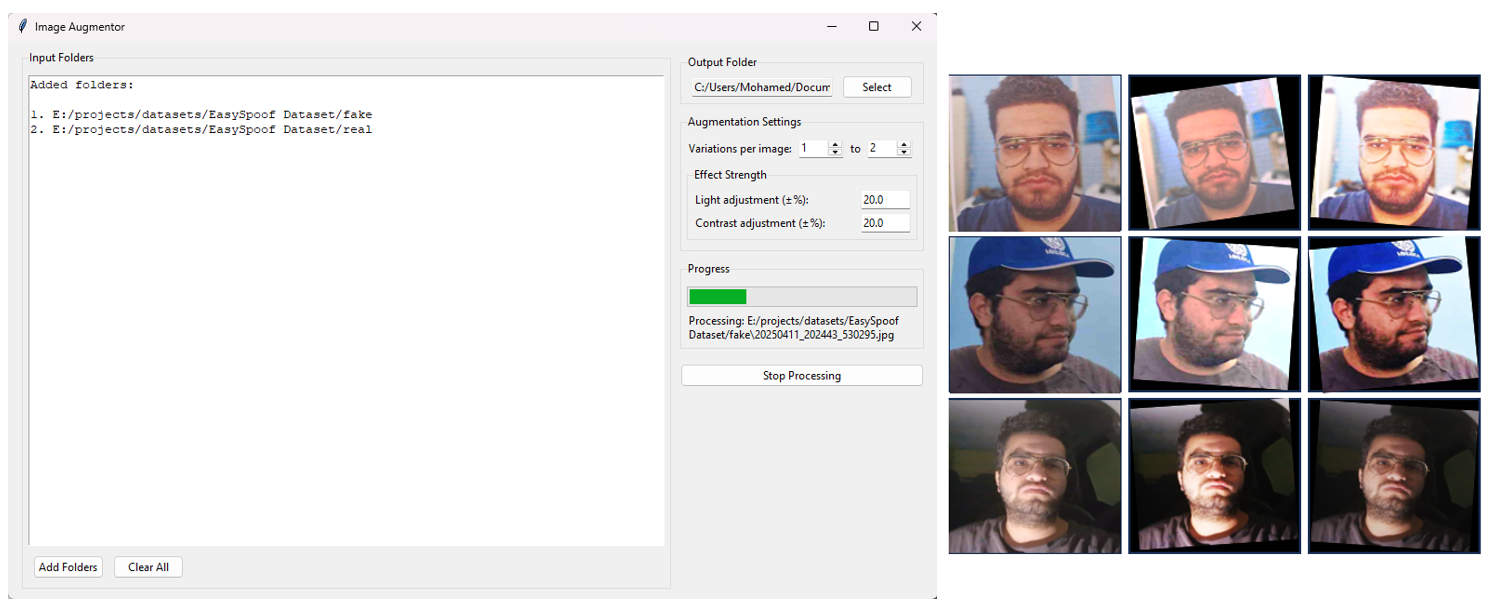 Image Augmentor
Input Folders
Added folders:
1. E:/projects/datasets/EasySpoof Dataset/fake
2. E:/projects/datasets/EasySpoof Dataset/real
Add Folders Clear All
Output Folder
C:/Users/Mohamed/Docum Select
Augmentation Settings
Variations per image: 1 to 2
Effect Strength
Light adjustment (±%): 20.0
Contrast adjustment (±%): 20.0
Progress
Processing: E:/projects/datasets/EasySpoof
Dataset/fake\20250411_202443_530295.jpg
Stop Processing